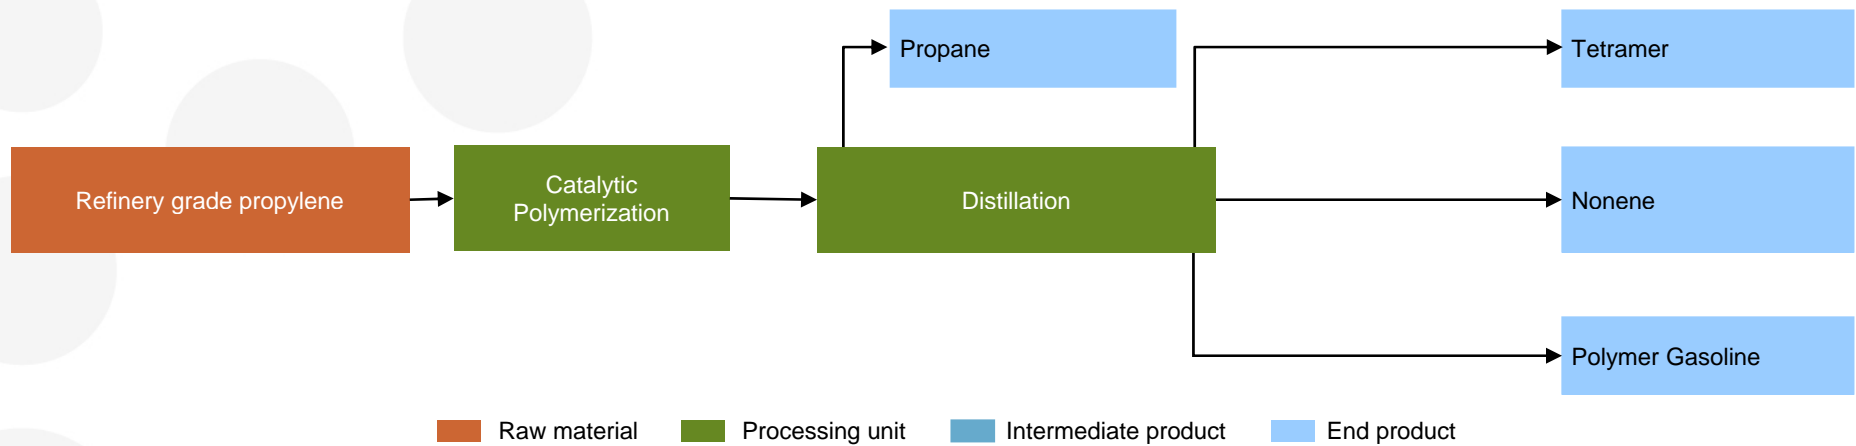 Propane
Tetramer
Refinery grade propylene
Catalytic
Polymerization
Distillation
Nonene
Polymer Gasoline
Raw material
Processing unit
Intermediate product
End product